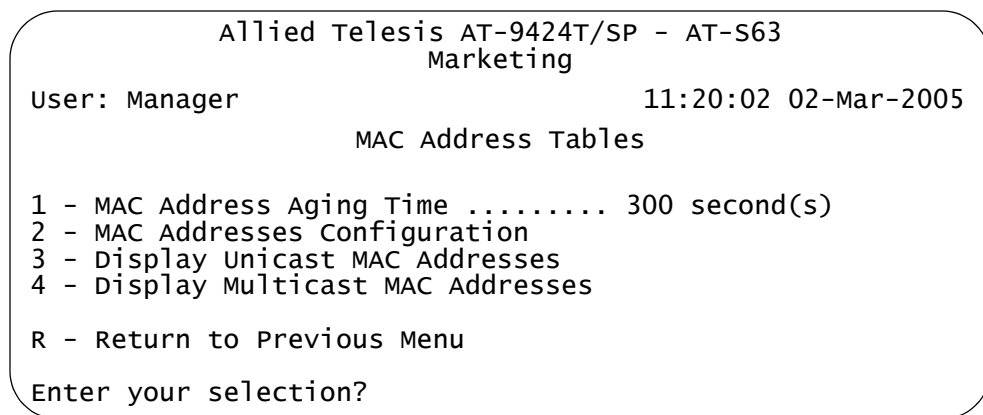 Allied Telesis AT-9424T/SP - AT-S63
Marketing
User: Manager 11:20:02 02-Mar-2005
MAC Address Tables
1 - MAC Address Aging Time ......... 300 second(s)
2 - MAC Addresses Configuration
3 - Display Unicast MAC Addresses
4 - Display Multicast MAC Addresses
R - Return to Previous Menu
Enter your selection?